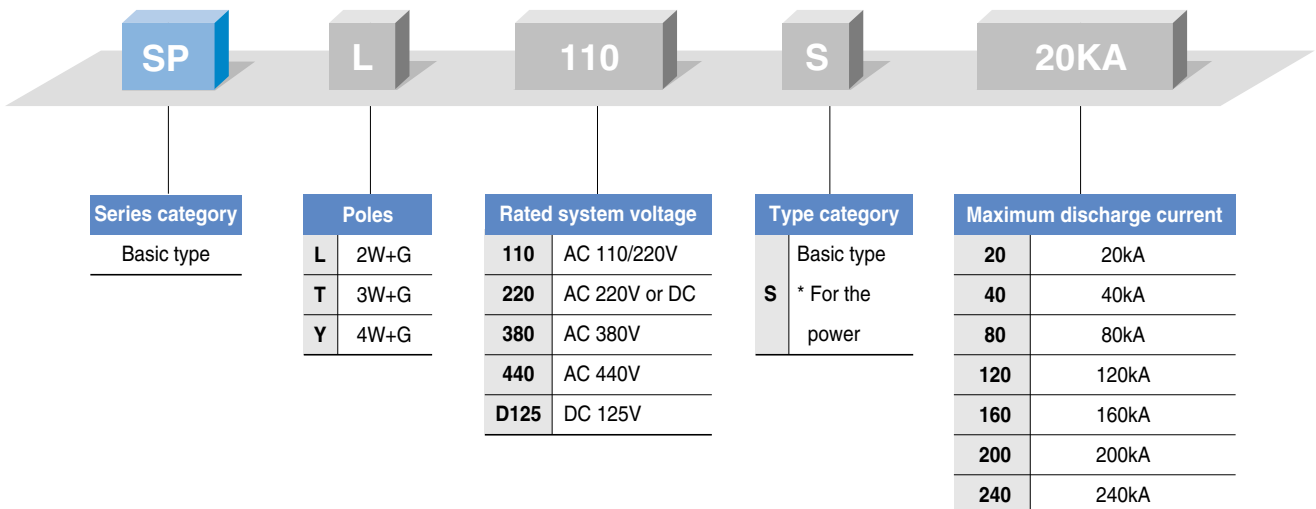 SP L 110 S 20KA
Series category
Basic type
Poles
L 2W+G
T 3W+G
Y 4W+G
Rated system voltage
110 AC 110/220V
220 AC 220V or DC
380 AC 380V
440 AC 440V
D125 DC 125V
Type category
Basic type
S * For the
power
Maximum discharge current
20 20kA
40 40kA
80 80kA
120 120kA
160 160kA
200 200kA
240 240kA